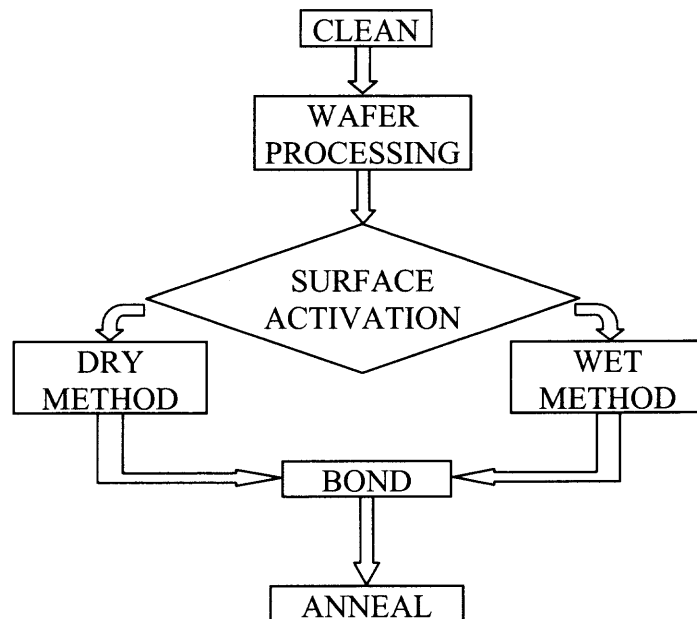 CLEAN
WAFER
PROCESSING
SURFACE
ACTIVATION
DRY
METHOD
WET
METHOD
BOND
ANNEAL